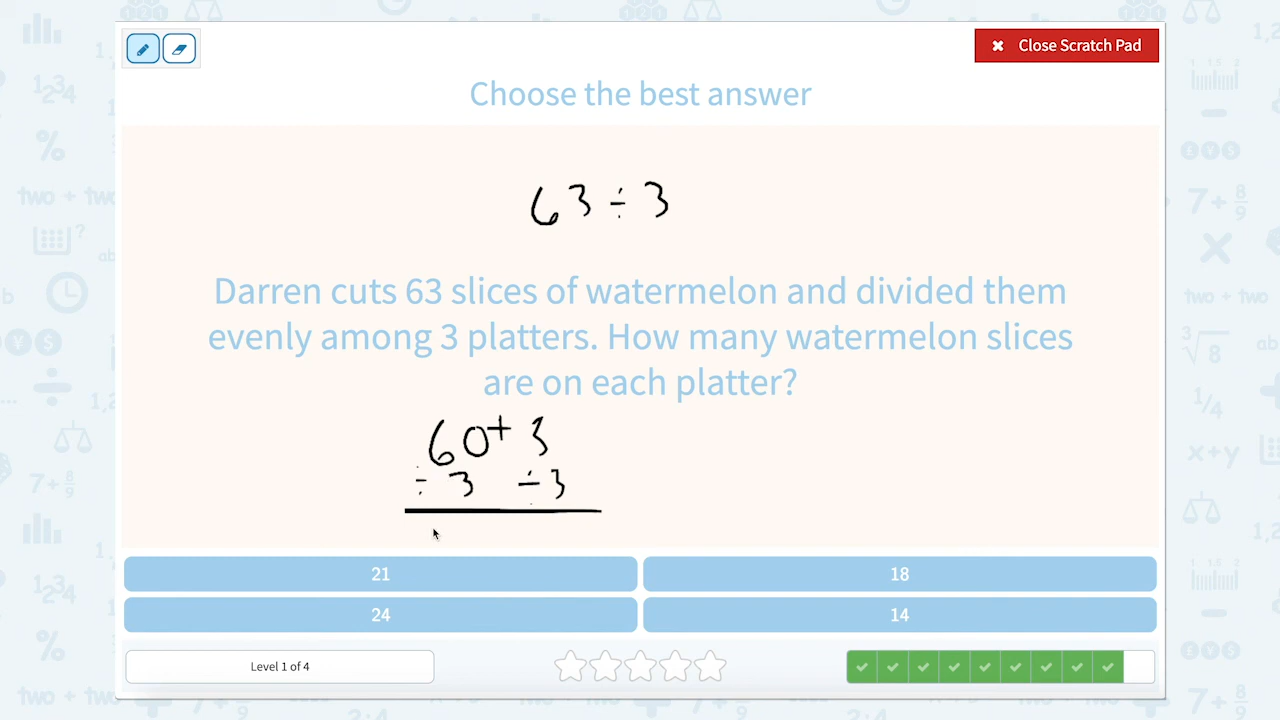 ✖ Close Scratch Pad
Choose the best answer
63 ÷ 3
Darren cuts 63 slices of watermelon and divided them
evenly among 3 platters. How many watermelon slices
are on each platter?
60 + 3
÷ 3 ÷ 3
21 18
24 14
Level 1 of 4